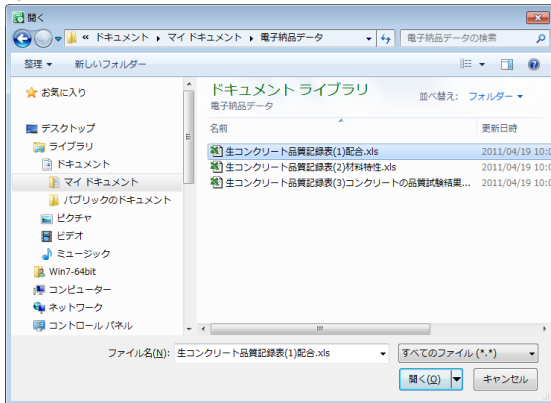 開く
« ドキュメント ▸ マイ ドキュメント ▸ 電子納品データ
電子納品データの検索
整理 ▼ 新しいフォルダー
お気に入り
デスクトップ
ライブラリ
ドキュメント
マイ ドキュメント
パブリックのドキュメント
ピクチャ
ビデオ
ミュージック
Win7-64bit
コンピューター
ネットワーク
コントロール パネル
ドキュメント ライブラリ
電子納品データ
並べ替え: フォルダー ▼
名前 更新日時
生コンクリート品質記録表(1)配合.xls 2011/04/19 10:
生コンクリート品質記録表(2)材料特性.xls 2011/04/19 10:
生コンクリート品質記録表(3)コンクリートの品質試験結果... 2011/04/19 10:
ファイル名(N): 生コンクリート品質記録表(1)配合.xls
すべてのファイル (*.*)
開く(O) キャンセル